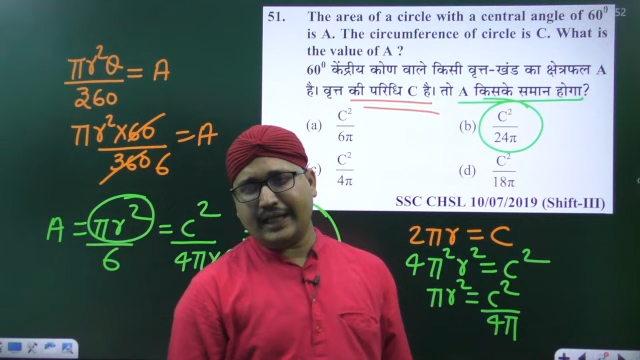 51. The area of a circle with a central angle of 60⁰
is A. The circumference of circle is C. What is
the value of A ?
60⁰ केंद्रीय कोण वाले किसी वृत्त-खंड का क्षेत्रफल A
है। वृत्त की परिधि C है। तो A किसके समान होगा?
(a) C²/6π
(b) C²/24π
C²/4π
(d) C²/18π
SSC CHSL 10/07/2019 (Shift-III)
πr²θ/360 = A
πr²×60/360 = A
6
A = πr²/6 = C²/4π
2πr = C
4π²r² = C²
πr² = C²/4π
52